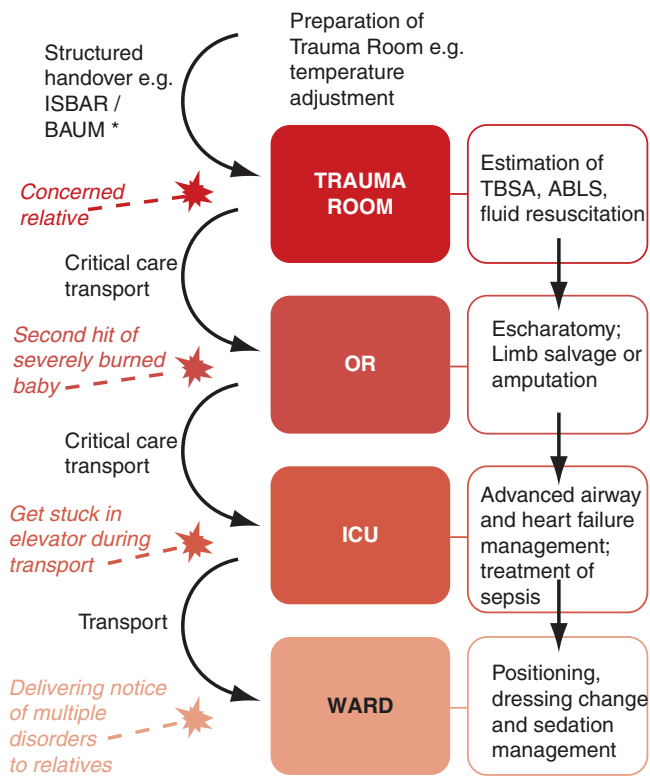 Preparation of
Trauma Room e.g.
temperature
adjustment
Structured
handover e.g.
ISBAR /
BAUM *
TRAUMA
ROOM
Estimation of
TBSA, ABLS,
fluid resuscitation
Concerned
relative
Critical care
transport
OR
Escharatomy;
Limb salvage or
amputation
Second hit of
severely burned
baby
Critical care
transport
ICU
Advanced airway
and heart failure
management;
treatment of
sepsis
Get stuck in
elevator during
transport
Transport
WARD
Positioning,
dressing change
and sedation
management
Delivering notice
of multiple
disorders
to relatives